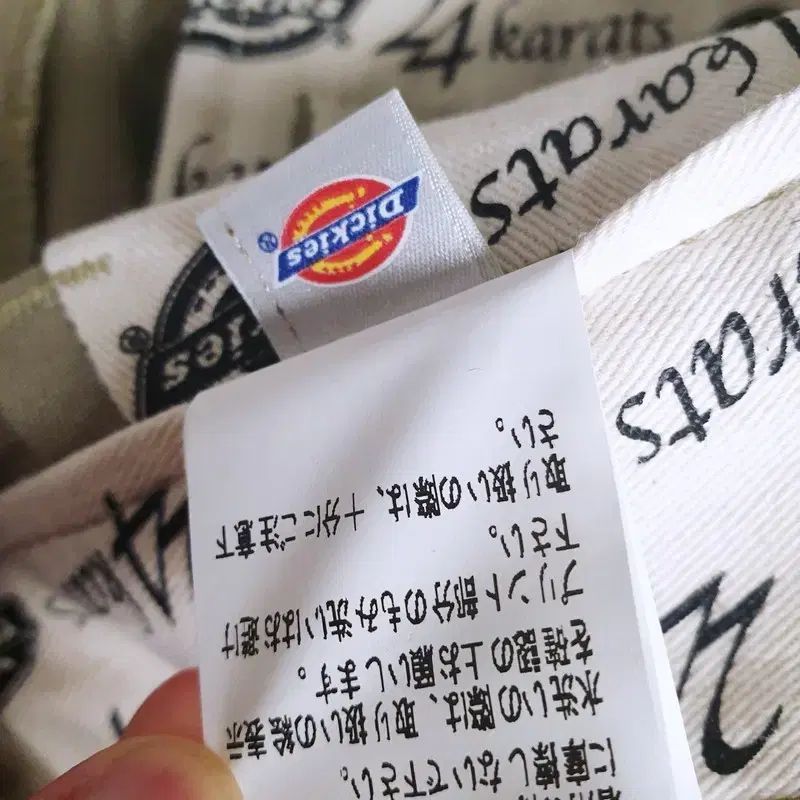 に摩擦しないで下さい。
水洗いの際は、取り扱いの絵表示
を確認の上お願いします。
プリント部分のもみ洗いはお避け
下さい。
取り扱いの際は、十分にご注意下
さい。
Dickies®
4karats
karats
rats
kies®